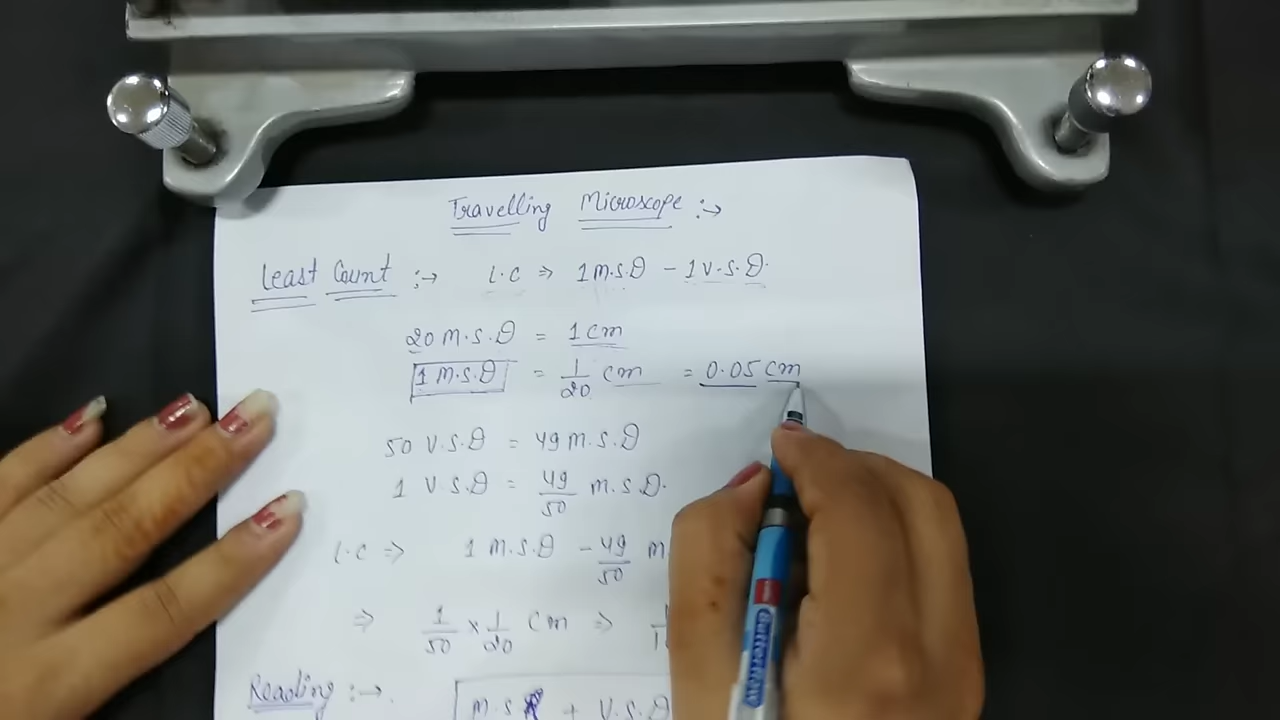 Travelling Microscope :→
Least Count :→ L.C ⇒ 1 M.S.D - 1 V.S.D.
20 M.S.D = 1 cm
1 M.S.D = 1/20 cm = 0.05 cm
50 V.S.D = 49 M.S.D
1 V.S.D = 49/50 M.S.D.
L.C ⇒ 1 M.S.D - 49/50 M
⇒ 1/50 × 1/20 cm ⇒
Reading :→ M.S + V.S.D